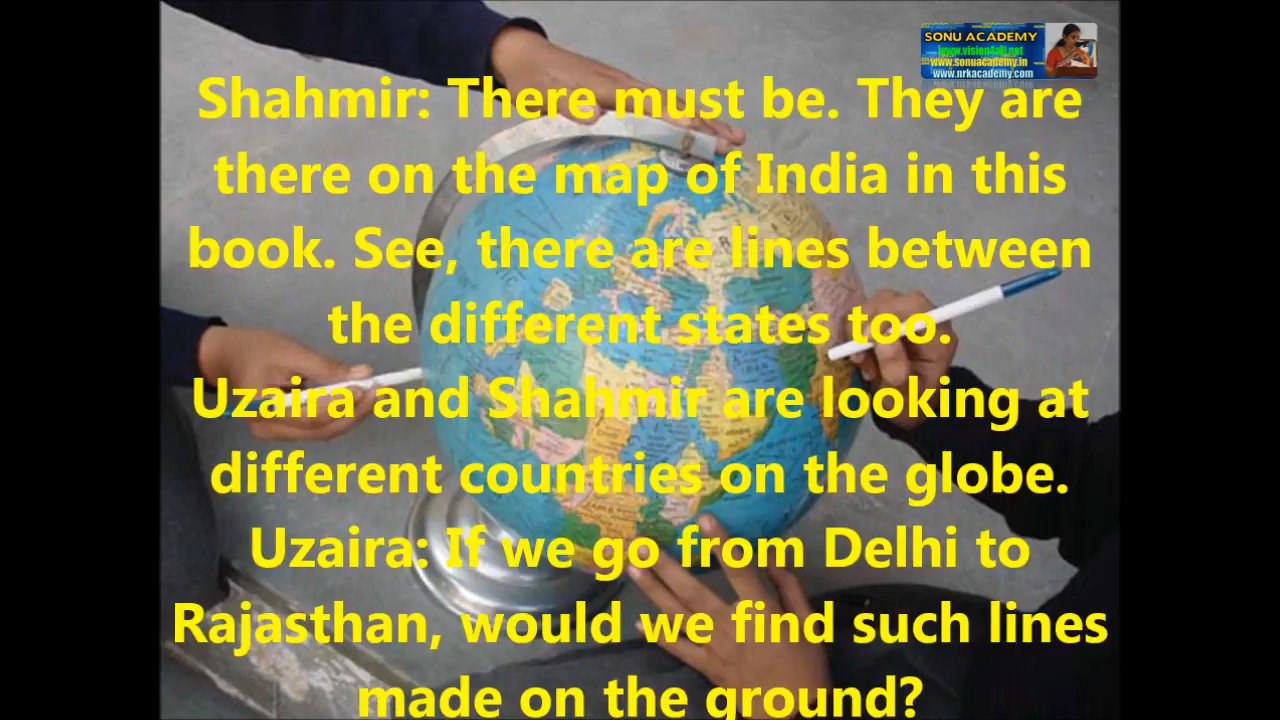 SONU ACADEMY
www.vision4all.net
www.sonuacademy.in
www.nrkacademy.com
Shahmir: There must be. They are
there on the map of India in this
book. See, there are lines between
the different states too.
Uzaira and Shahmir are looking at
different countries on the globe.
Uzaira: If we go from Delhi to
Rajasthan, would we find such lines
made on the ground?